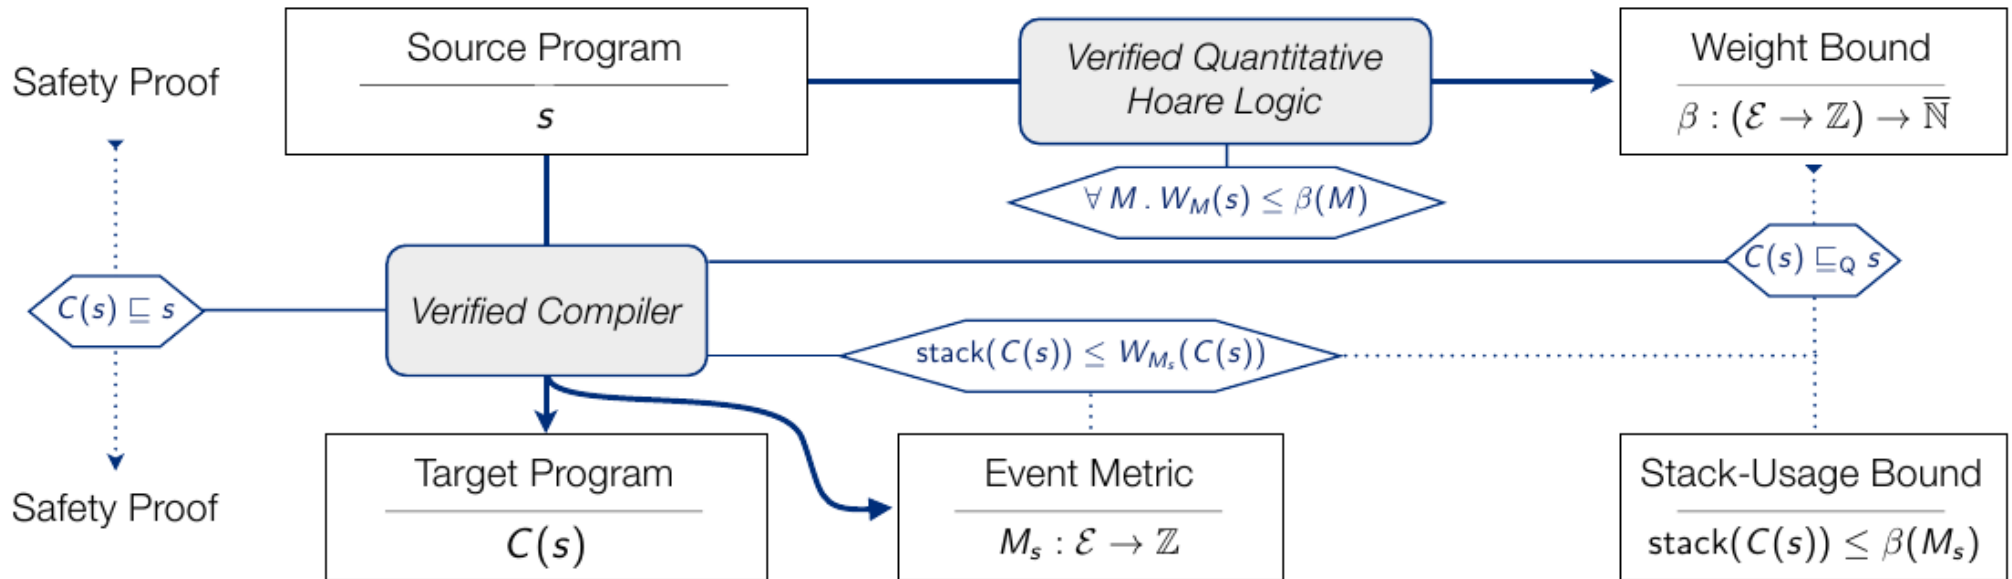 Safety Proof
Source Program
s
Verified Quantitative
Hoare Logic
Weight Bound
β : (ℰ → ℤ) → ℕ̅
∀ M . W_M(s) ≤ β(M)
C(s) ⊑ s
Verified Compiler
C(s) ⊑_Q s
stack(C(s)) ≤ W_{M_s}(C(s))
Safety Proof
Target Program
C(s)
Event Metric
M_s : ℰ → ℤ
Stack-Usage Bound
stack(C(s)) ≤ β(M_s)